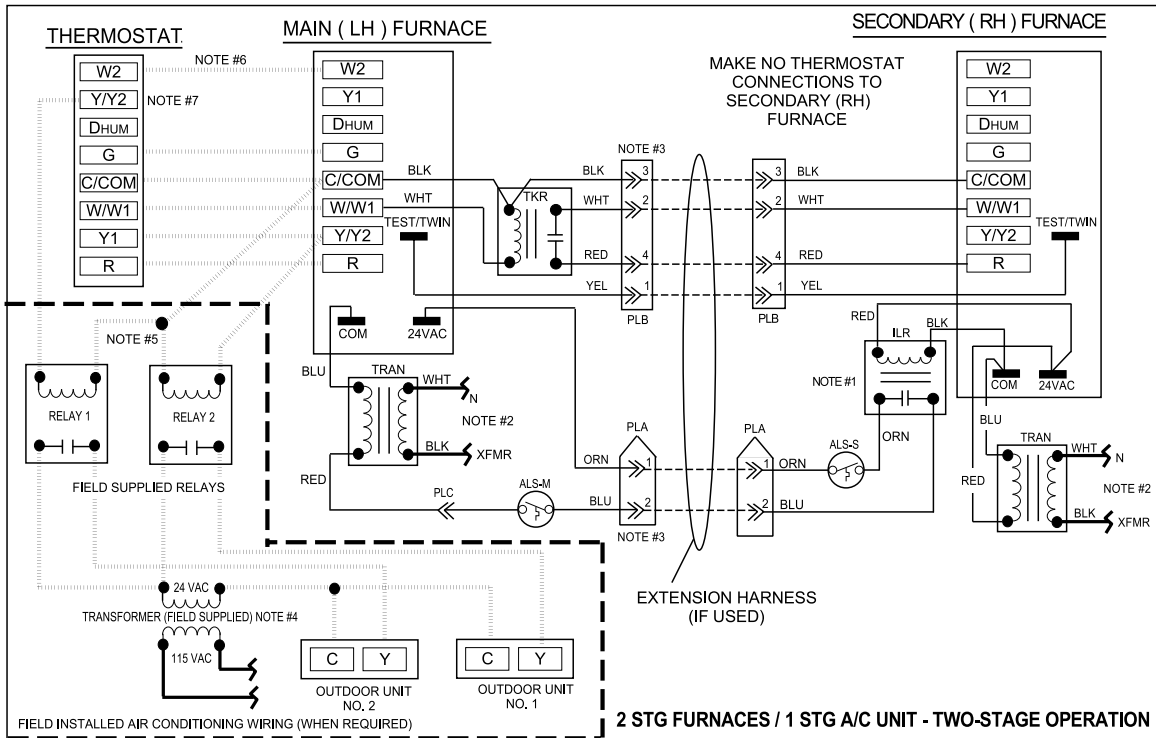 THERMOSTAT
MAIN ( LH ) FURNACE
SECONDARY ( RH ) FURNACE
W2
Y/Y2
DHUM
G
C/COM
W/W1
Y1
R
NOTE #6
NOTE #7
W2
Y1
DHUM
G
C/COM
W/W1
Y/Y2
R
BLK
WHT
TEST/TWIN
COM
24VAC
TKR
BLK
WHT
RED
YEL
NOTE #3
3
2
4
1
PLB
MAKE NO THERMOSTAT
CONNECTIONS TO
SECONDARY (RH)
FURNACE
3
2
4
1
PLB
BLK
WHT
RED
YEL
W2
Y1
DHUM
G
C/COM
W/W1
Y/Y2
R
TEST/TWIN
RED
ILR
BLK
NOTE #1
COM
24VAC
ORN
BLU
RED
TRAN
WHT
N
NOTE #2
BLK
XFMR
NOTE #5
RELAY 1
RELAY 2
FIELD SUPPLIED RELAYS
BLU
TRAN
WHT
N
NOTE #2
BLK
XFMR
RED
PLC
ALS-M
ORN
BLU
PLA
1
2
NOTE #3
PLA
1
2
ORN
BLU
ALS-S
EXTENSION HARNESS
(IF USED)
24 VAC
TRANSFORMER (FIELD SUPPLIED) NOTE #4
115 VAC
C
Y
OUTDOOR UNIT
NO. 2
C
Y
OUTDOOR UNIT
NO. 1
FIELD INSTALLED AIR CONDITIONING WIRING (WHEN REQUIRED)
2 STG FURNACES / 1 STG A/C UNIT - TWO-STAGE OPERATION